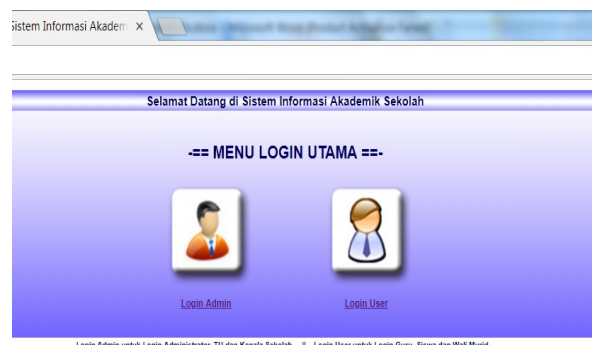 Sistem Informasi Akadem ×
Selamat Datang di Sistem Informasi Akademik Sekolah
-== MENU LOGIN UTAMA ==-
Login Admin Login User
Login Admin untuk Login Administrator, TU dan Kepala Sekolah || Login User untuk Login Guru, Siswa dan Wali Murid